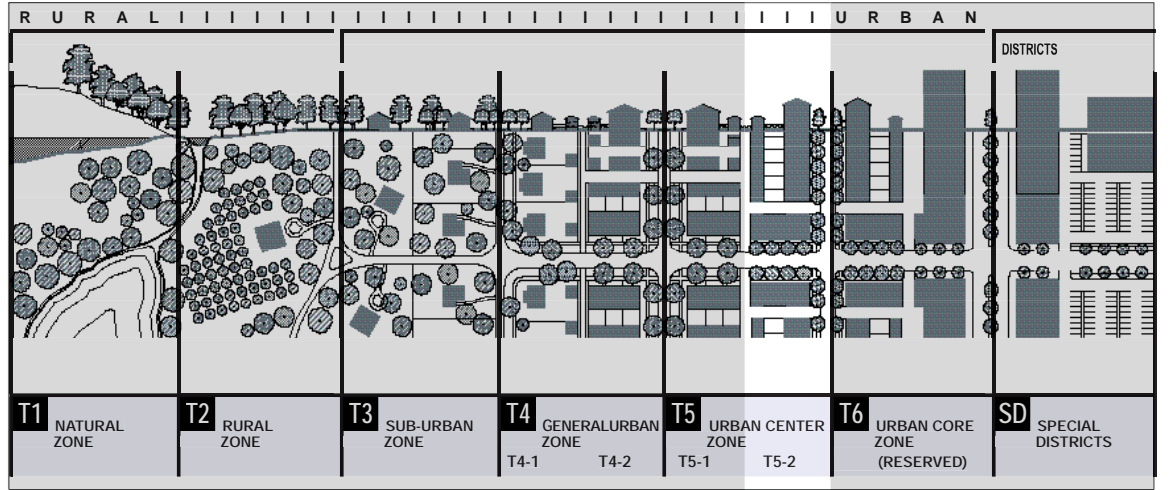 R U R A L I I I I I I I I I I I I I I I I I I I I I I I I I I I I I I U R B A N
DISTRICTS
T1 NATURAL
ZONE
T2 RURAL
ZONE
T3 SUB-URBAN
ZONE
T4 GENERALURBAN
ZONE
T4-1 T4-2
T5 URBAN CENTER
ZONE
T5-1 T5-2
T6 URBAN CORE
ZONE
(RESERVED)
SD SPECIAL
DISTRICTS